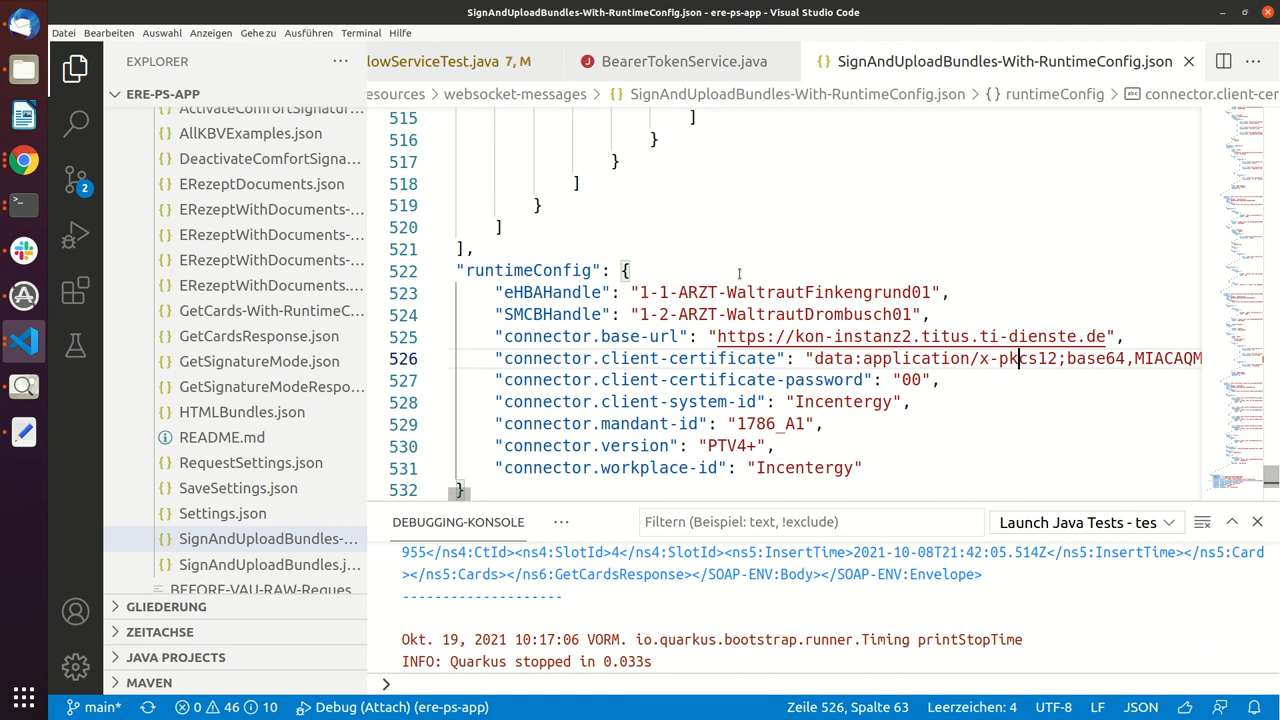 SignAndUploadBundles-With-RuntimeConfig.json - ere-ps-app - Visual Studio Code
Datei Bearbeiten Auswahl Anzeigen Gehe zu Ausführen Terminal Hilfe
EXPLORER
lowServiceTest.java 7, M
BearerTokenService.java
{} SignAndUploadBundles-With-RuntimeConfig.json
ERE-PS-APP
esources > websocket-messages > {} SignAndUploadBundles-With-RuntimeConfig.json > {} runtimeConfig > abc connector.client-cer
ActivateComfortSignatur...
{} AllKBVExamples.json
{} DeactivateComfortSigna...
{} ERezeptDocuments.json
{} ERezeptWithDocuments-...
{} ERezeptWithDocuments-...
{} ERezeptWithDocuments-...
{} ERezeptWithDocuments-...
{} GetCards-With-RuntimeC...
{} GetCardsResponse.json
{} GetSignatureMode.json
{} GetSignatureModeRespo...
{} HTMLBundles.json
README.md
{} RequestSettings.json
{} SaveSettings.json
{} Settings.json
{} SignAndUploadBundles-...
{} SignAndUploadBundles.j...
BEFORE-VAU-RAW-Reques
GLIEDERUNG
ZEITACHSE
JAVA PROJECTS
MAVEN
2
515 ]
516 }
517 }
518 ]
519 }
520 ]
521 ],
522 "runtimeConfig": {
523 "eHBAHandle": "1-1-ARZT-WaltrautFinkengrund01",
524 "SMCBHandle": "1-2-ARZT-WaltrautDrombusch01",
525 "connector.base-url": "https://kon-instanz2.titus.ti-dienste.de",
526 "connector.client-certificate": "data:application/x-pkcs12;base64,MIACAQM
527 "connector.client-certificate-password": "00",
528 "connector.client-system-id": "Incentergy",
529 "connector.mandant-id": "1786_A1",
530 "connector.version": "PTV4+",
531 "connector.workplace-id": "Incentergy"
532 }
DEBUGGING-KONSOLE
Filtern (Beispiel: text, !exclude)
Launch Java Tests - tes
955</ns4:CtId><ns4:SlotId>4</ns4:SlotId><ns5:InsertTime>2021-10-08T21:42:05.514Z</ns5:InsertTime></ns5:Card
></ns5:Cards></ns6:GetCardsResponse></SOAP-ENV:Body></SOAP-ENV:Envelope>
--------------------
Okt. 19, 2021 10:17:06 VORM. io.quarkus.bootstrap.runner.Timing printStopTime
INFO: Quarkus stopped in 0.033s
main* 0 46 10 Debug (Attach) (ere-ps-app) Zeile 526, Spalte 63 Leerzeichen: 4 UTF-8 LF JSON